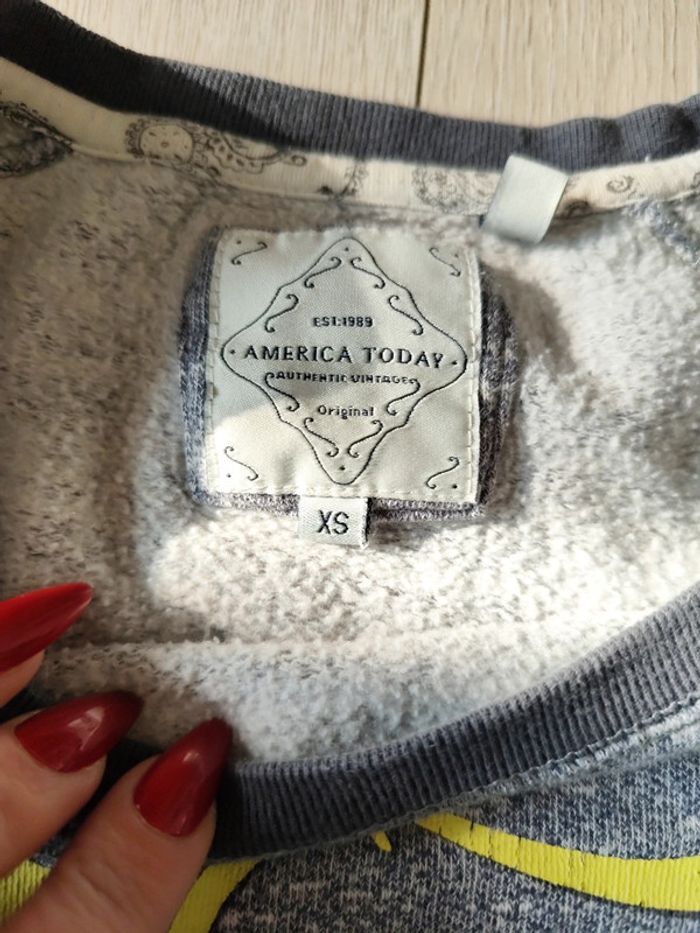 EST:1989
AMERICA TODAY
AUTHENTIC VINTAGE
Original
XS